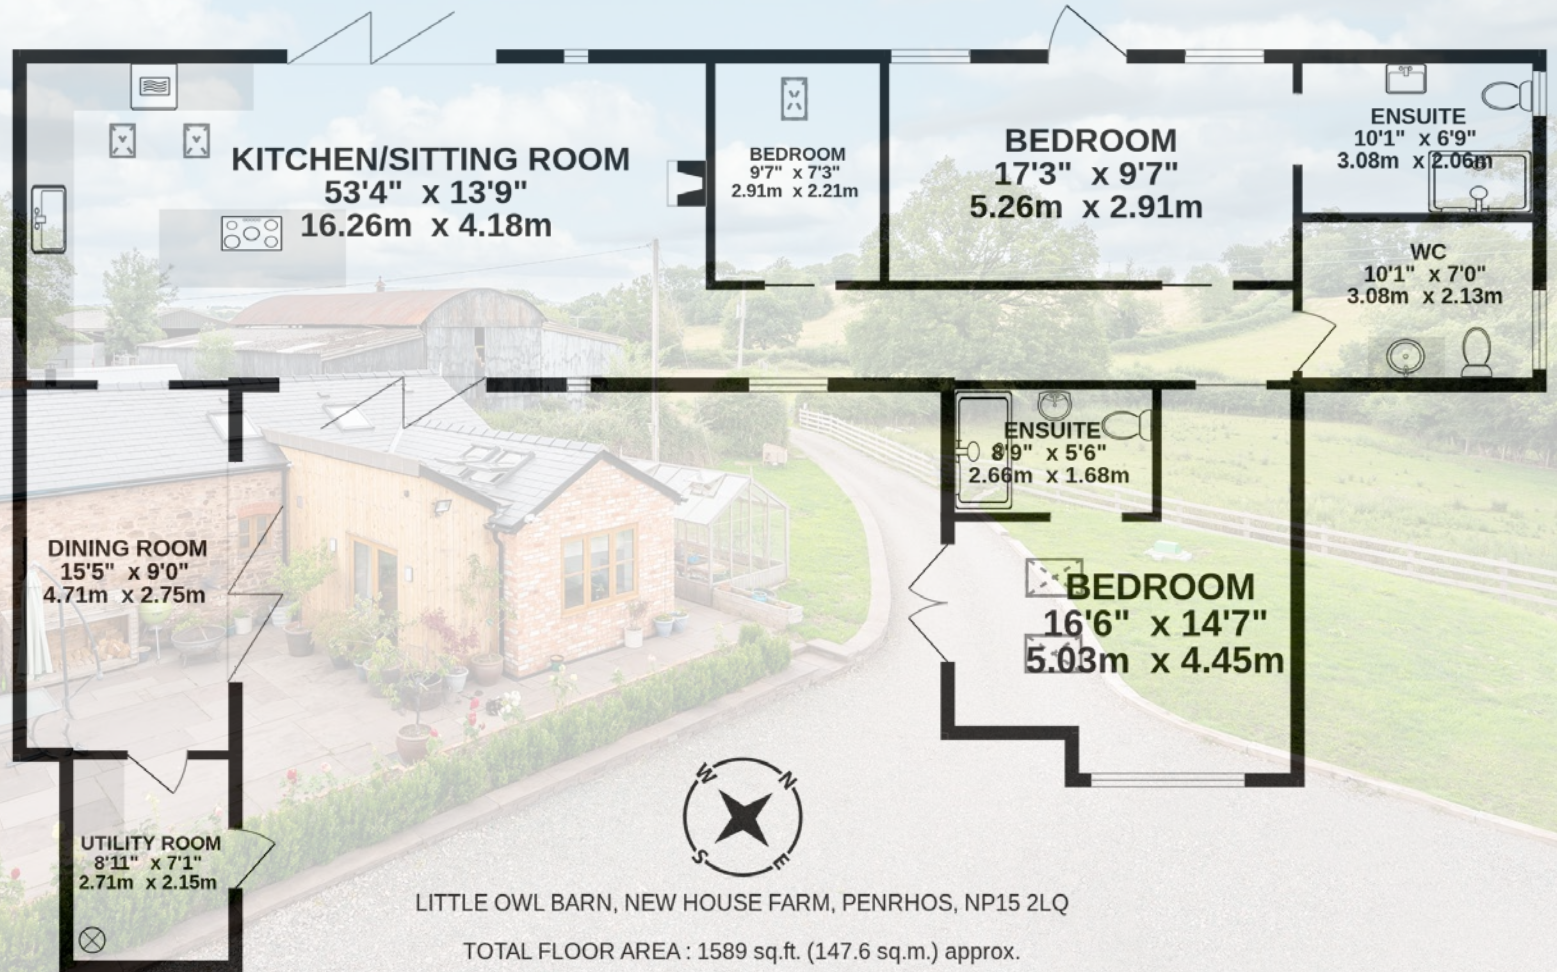 KITCHEN/SITTING ROOM
53'4" x 13'9"
16.26m x 4.18m
BEDROOM
9'7" x 7'3"
2.91m x 2.21m
BEDROOM
17'3" x 9'7"
5.26m x 2.91m
ENSUITE
10'1" x 6'9"
3.08m x 2.06m
WC
10'1" x 7'0"
3.08m x 2.13m
ENSUITE
8'9" x 5'6"
2.66m x 1.68m
DINING ROOM
15'5" x 9'0"
4.71m x 2.75m
BEDROOM
16'6" x 14'7"
5.03m x 4.45m
UTILITY ROOM
8'11" x 7'1"
2.71m x 2.15m
W N
S E
LITTLE OWL BARN, NEW HOUSE FARM, PENRHOS, NP15 2LQ
TOTAL FLOOR AREA : 1589 sq.ft. (147.6 sq.m.) approx.